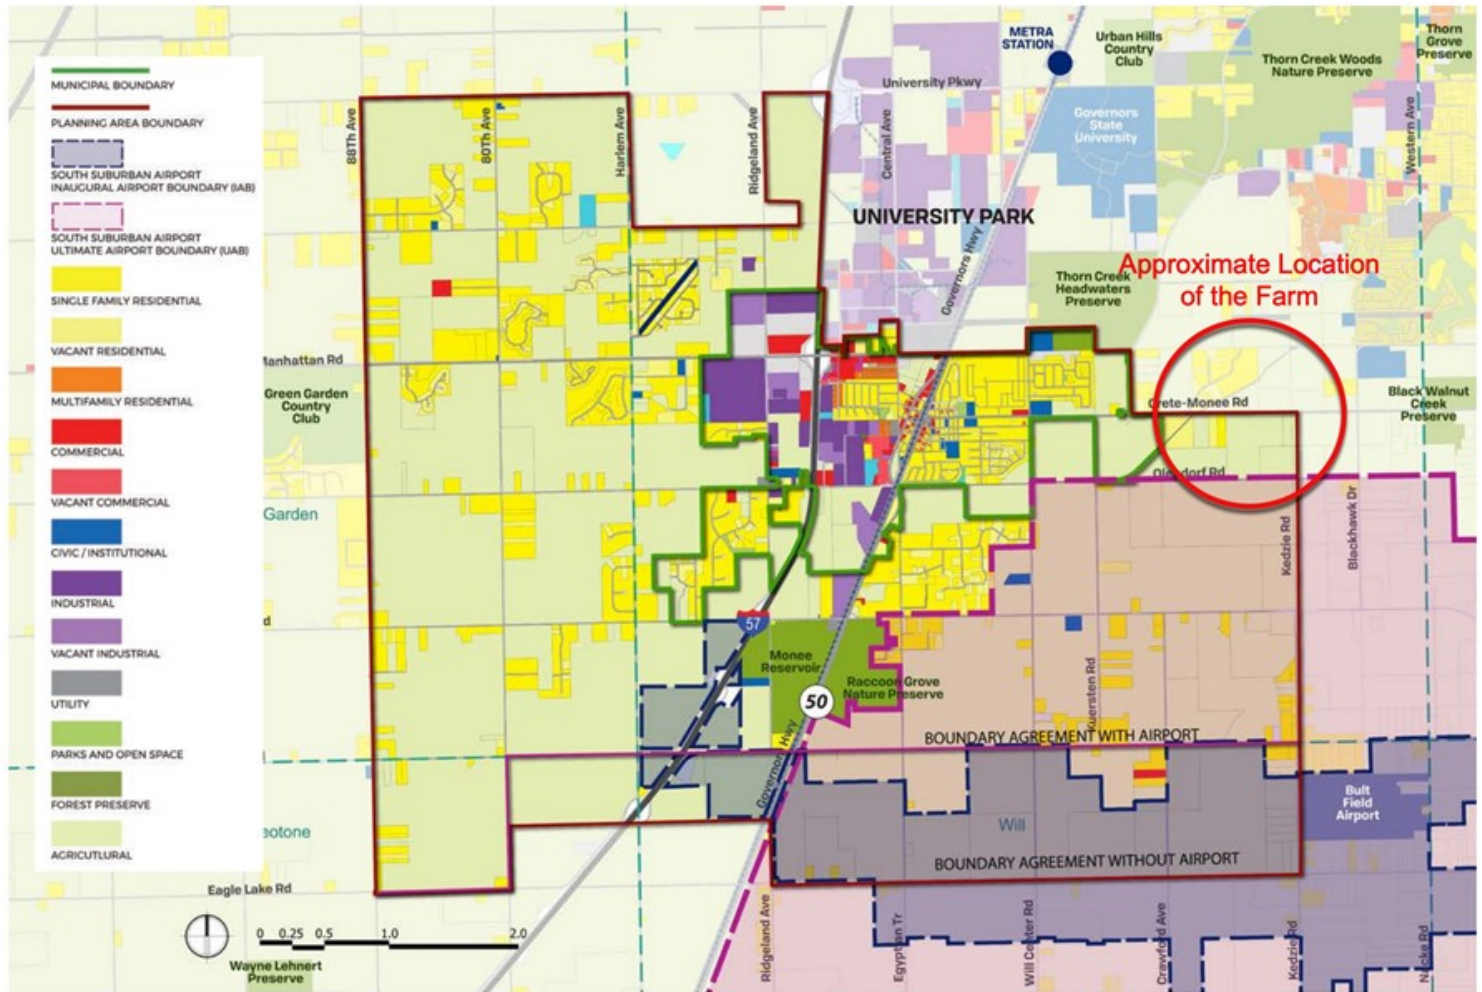 MUNICIPAL BOUNDARY
PLANNING AREA BOUNDARY
SOUTH SUBURBAN AIRPORT
INAUGURAL AIRPORT BOUNDARY (IAB)
SOUTH SUBURBAN AIRPORT
ULTIMATE AIRPORT BOUNDARY (UAB)
SINGLE FAMILY RESIDENTIAL
VACANT RESIDENTIAL
MULTIFAMILY RESIDENTIAL
COMMERCIAL
VACANT COMMERCIAL
CIVIC / INSTITUTIONAL
INDUSTRIAL
VACANT INDUSTRIAL
UTILITY
PARKS AND OPEN SPACE
FOREST PRESERVE
AGRICUTLURAL
METRA
STATION
Urban Hills
Country
Club
Thorn Creek Woods
Nature Preserve
Thorn
Grove
Preserve
University Pkwy
Governors
State
University
88Th Ave
80Th Ave
Harlem Ave
Ridgeland Ave
Central Ave
Western Ave
UNIVERSITY PARK
Governors Hwy
Thorn Creek
Headwaters
Preserve
Approximate Location
of the Farm
Manhattan Rd
Green Garden
Country
Club
Crete-Monee Rd
Black Walnut
Creek
Preserve
Olendorf Rd
Garden
Kedzie Rd
Blackhawk Dr
d
57
Monee
Reservoir
Raccoon Grove
Nature Preserve
Kuersten Rd
50
Governors Hwy
BOUNDARY AGREEMENT WITH AIRPORT
Bult
Field
Airport
Will
eotone
BOUNDARY AGREEMENT WITHOUT AIRPORT
Eagle Lake Rd
0 0.25 0.5 1.0 2.0
Wayne Lehnert
Preserve
Ridgeland Ave
Egyptian Tr
Will Center Rd
Crawford Ave
Kedzie Rd